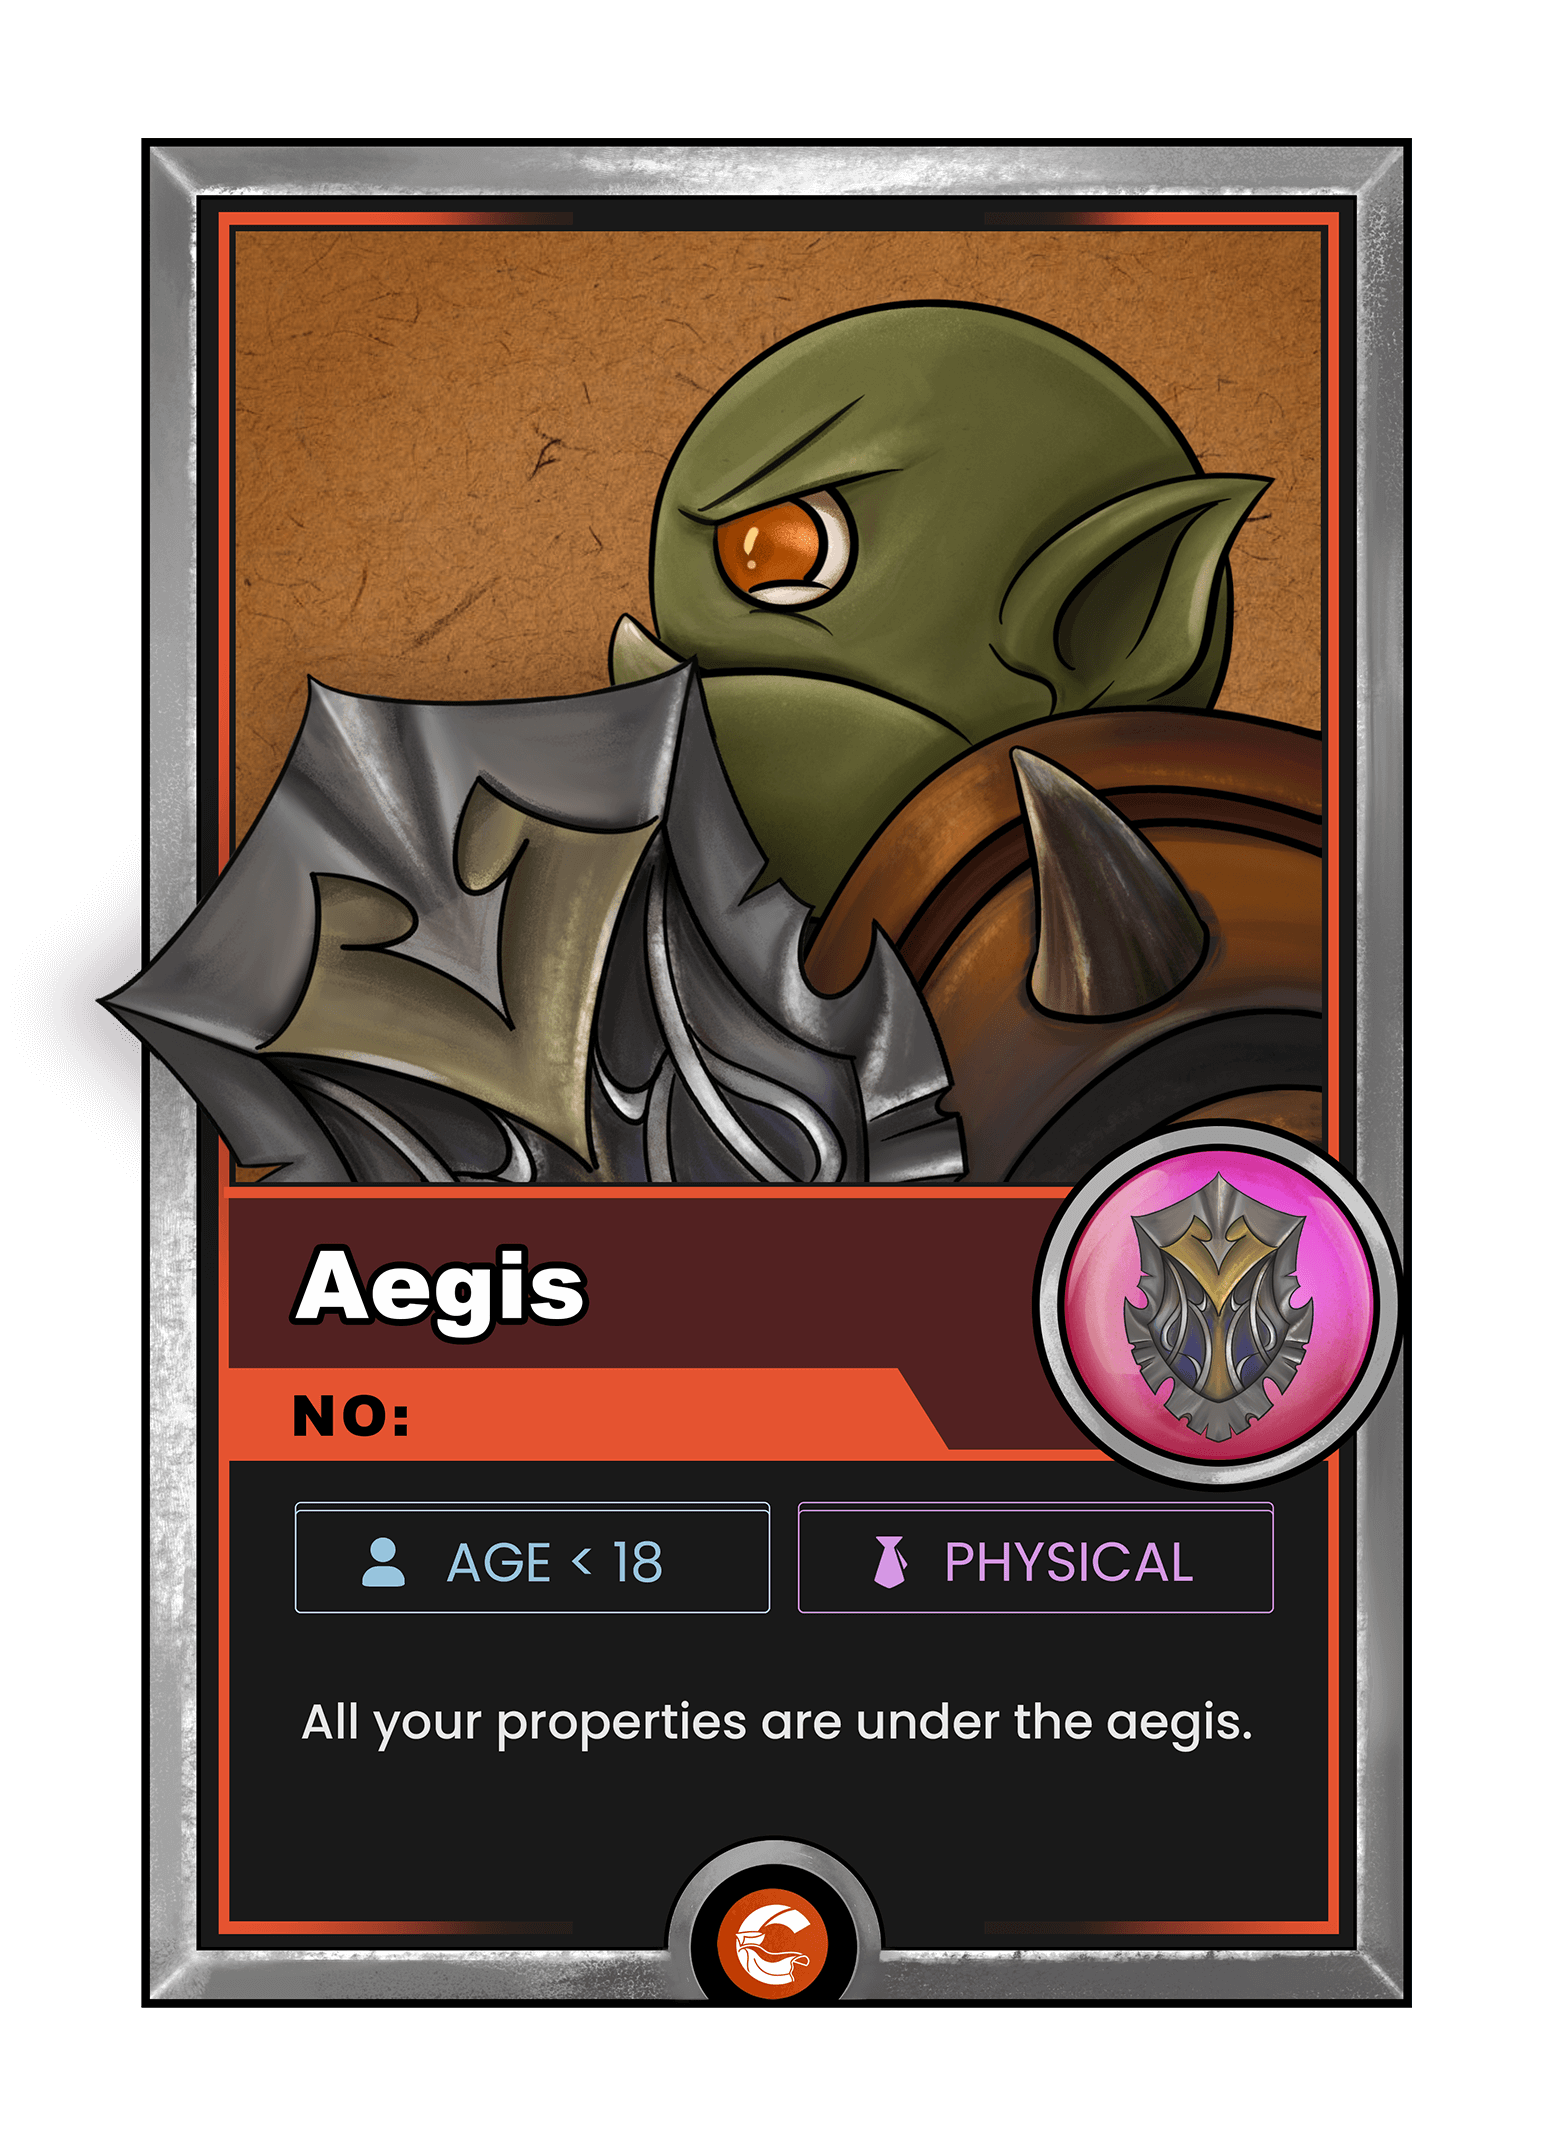 Aegis
NO:
AGE < 18
PHYSICAL
All your properties are under the aegis.